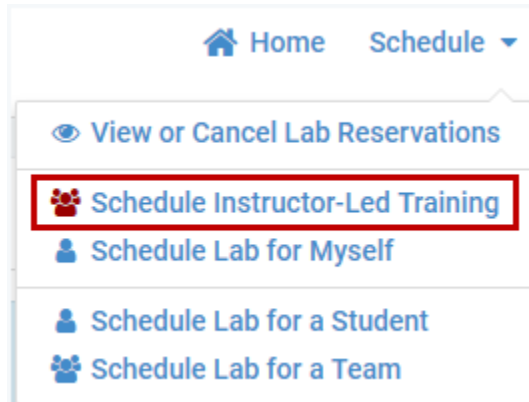 Home Schedule
View or Cancel Lab Reservations
Schedule Instructor-Led Training
Schedule Lab for Myself
Schedule Lab for a Student
Schedule Lab for a Team